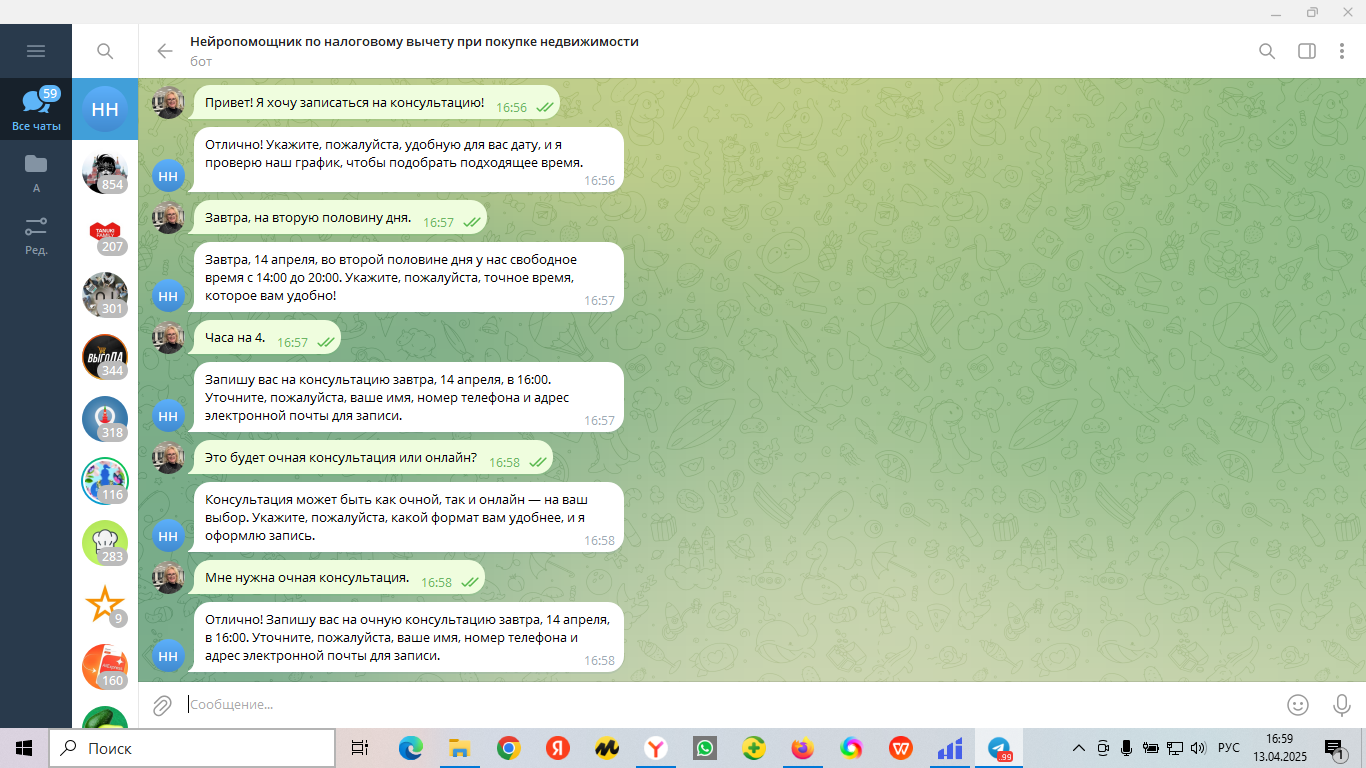 Нейропомощник по налоговому вычету при покупке недвижимости
бот
59
Все чаты
А
Ред.
НН
854
TANUKI
FAMILY
207
301
ВЫГОДА
344
318
116
283
9
160
Привет! Я хочу записаться на консультацию! 16:56
Отлично! Укажите, пожалуйста, удобную для вас дату, и я
проверю наш график, чтобы подобрать подходящее время.
НН
16:56
Завтра, на вторую половину дня. 16:57
Завтра, 14 апреля, во второй половине дня у нас свободное
время с 14:00 до 20:00. Укажите, пожалуйста, точное время,
которое вам удобно!
НН
16:57
Часа на 4. 16:57
Запишу вас на консультацию завтра, 14 апреля, в 16:00.
Уточните, пожалуйста, ваше имя, номер телефона и адрес
электронной почты для записи.
НН
16:57
Это будет очная консультация или онлайн? 16:58
Консультация может быть как очной, так и онлайн — на ваш
выбор. Укажите, пожалуйста, какой формат вам удобнее, и я
оформлю запись.
НН
16:58
Мне нужна очная консультация. 16:58
Отлично! Запишу вас на очную консультацию завтра, 14 апреля,
в 16:00. Уточните, пожалуйста, ваше имя, номер телефона и
адрес электронной почты для записи.
НН
16:58
Сообщение...
Поиск
Я
Y
W
..99
РУС
16:59
13.04.2025
1